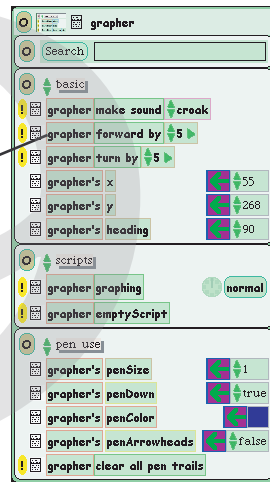 grapher
Search
basic
! grapher make sound croak
! grapher forward by 5
! grapher turn by 5
grapher's x 55
grapher's y 268
grapher's heading 90
scripts
! grapher graphing normal
! grapher emptyScript
pen use
grapher's penSize 1
grapher's penDown true
grapher's penColor
grapher's penArrowheads false
! grapher clear all pen trails